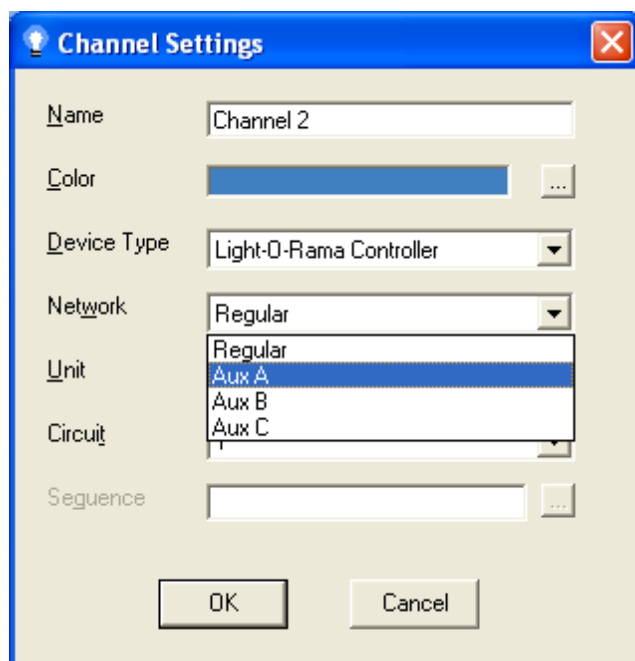 Channel Settings
Name
Channel 2
Color
...
Device Type
Light-O-Rama Controller
Network
Regular
Regular
Aux A
Unit
Aux B
Aux C
Circuit
Sequence
...
OK
Cancel